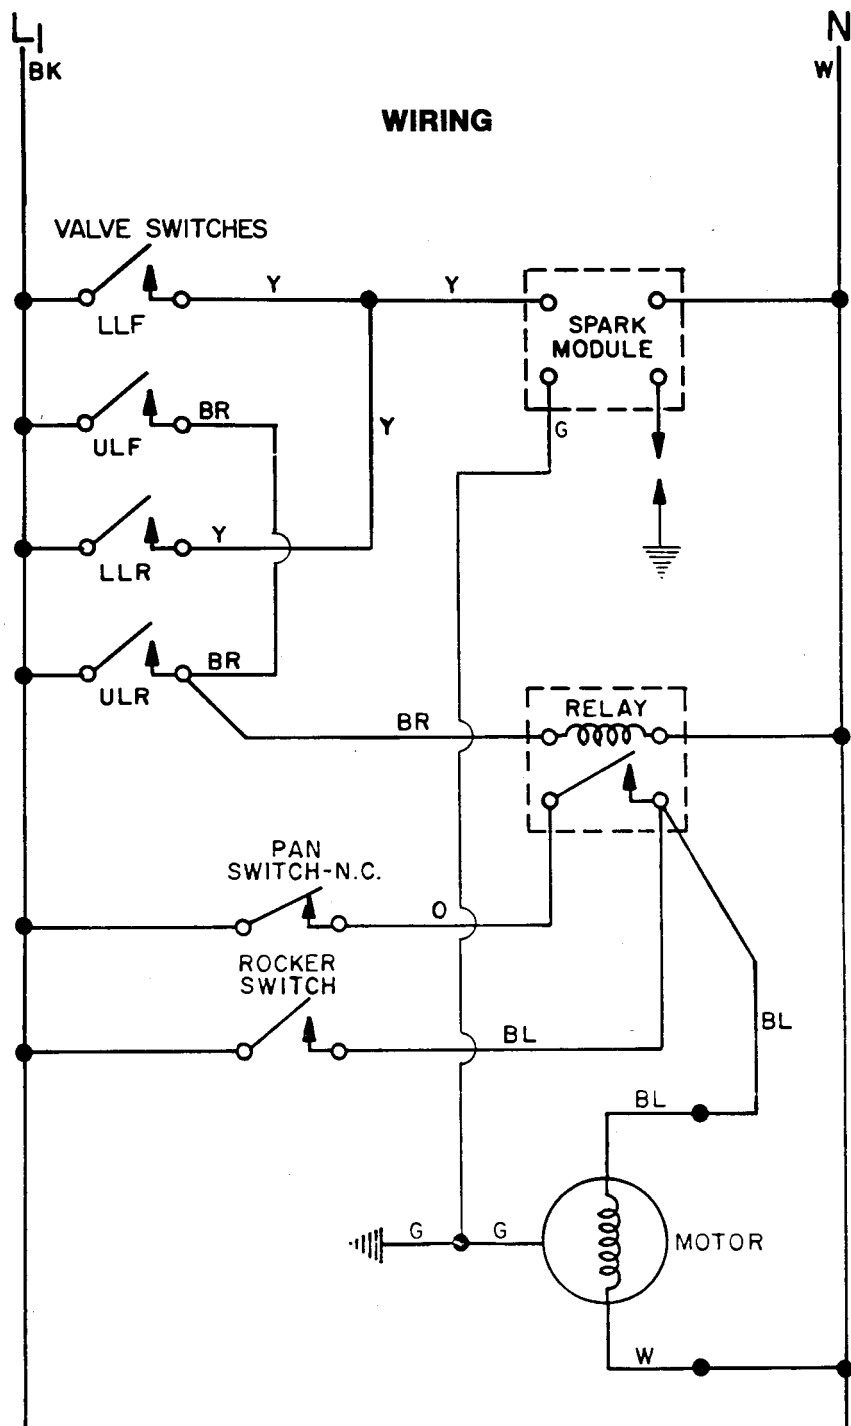 L1
N
BK
W
WIRING
VALVE SWITCHES
Y
Y
LLF
SPARK
MODULE
BR
Y
G
ULF
Y
LLR
BR
ULR
RELAY
BR
PAN
SWITCH-N.C.
O
ROCKER
SWITCH
BL
BL
BL
G
G
MOTOR
W